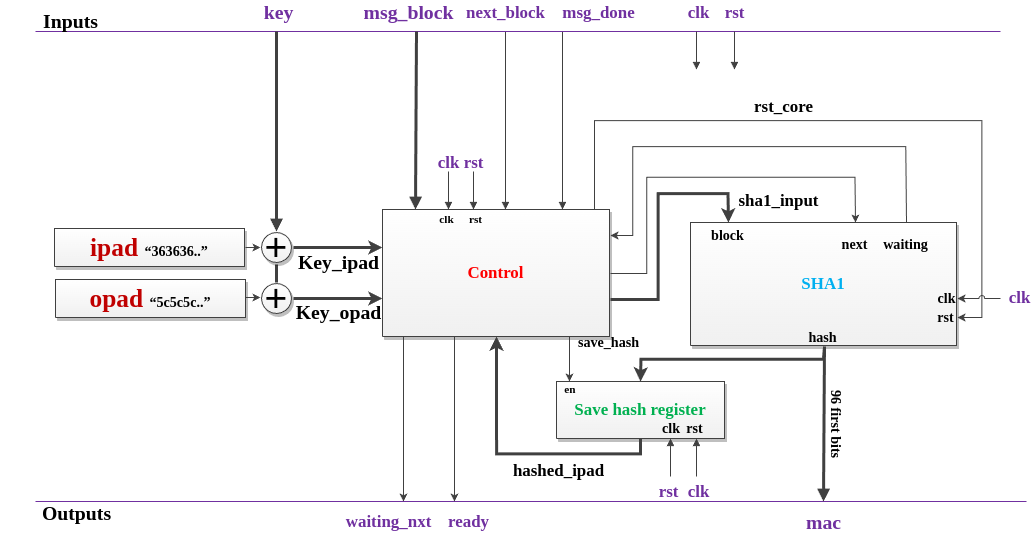 Inputs
key
msg_block
next_block
msg_done
clk
rst
rst_core
clk rst
clk
rst
sha1_input
ipad "363636.."
Key_ipad
Control
block
next
waiting
SHA1
opad "5c5c5c.."
Key_opad
clk
clk
rst
hash
save_hash
en
Save hash register
clk rst
96 first bits
hashed_ipad
rst
clk
Outputs
waiting_nxt
ready
mac